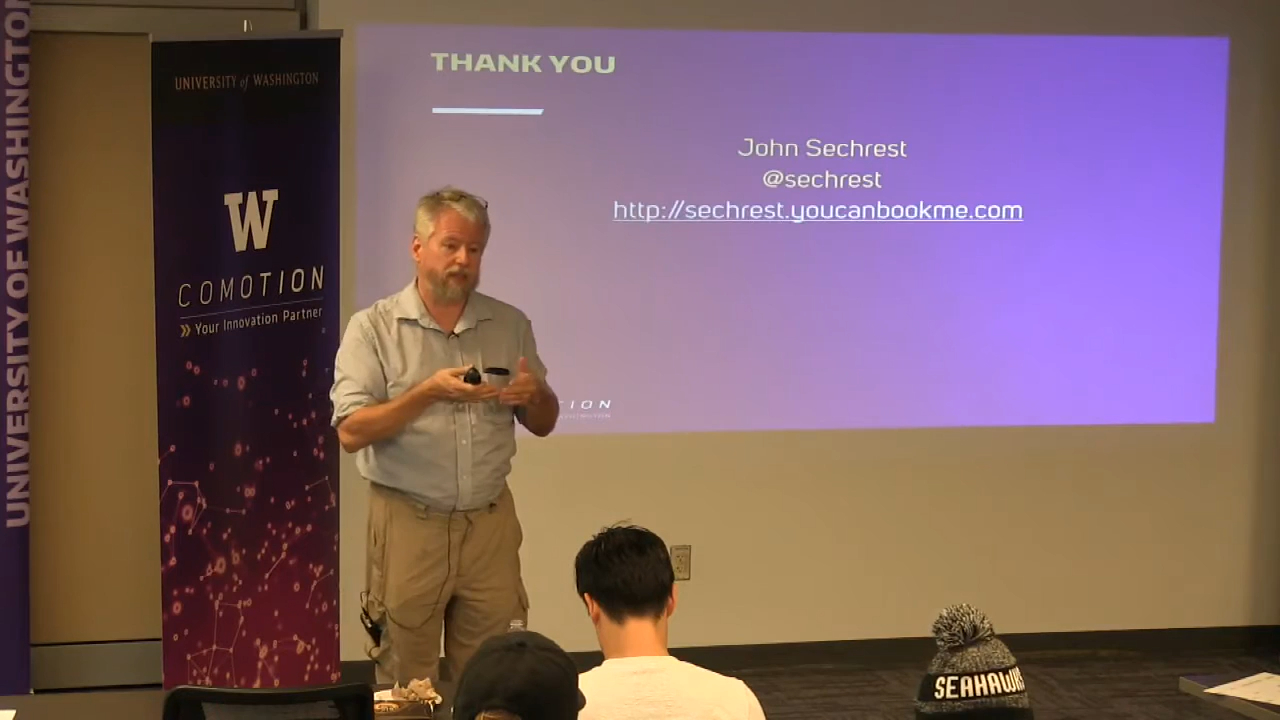 UNIVERSITY OF WASHINGTON
UNIVERSITY of WASHINGTON
W
COMOTION
» Your Innovation Partner
THANK YOU
John Sechrest
@sechrest
http://sechrest.youcanbookme.com
TION
SEAHAWKS